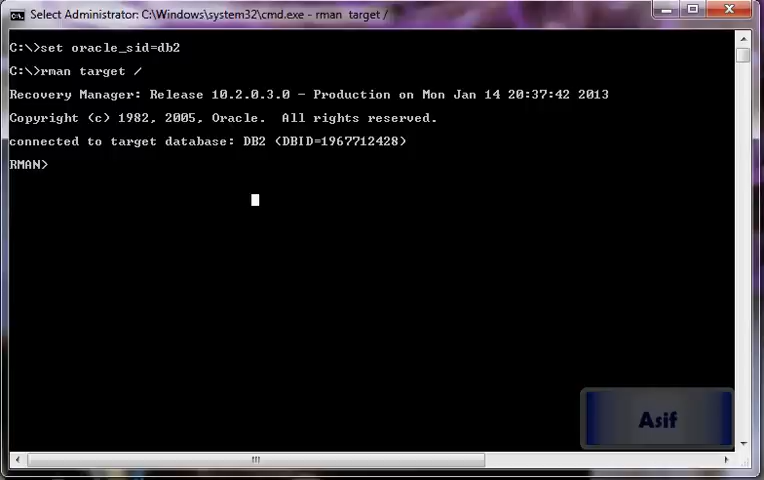 Select Administrator: C:\Windows\system32\cmd.exe - rman  target /
C:\>set oracle_sid=db2
C:\>rman target /
Recovery Manager: Release 10.2.0.3.0 - Production on Mon Jan 14 20:37:42 2013
Copyright (c) 1982, 2005, Oracle.  All rights reserved.
connected to target database: DB2 (DBID=1967712428)
RMAN>
Asif